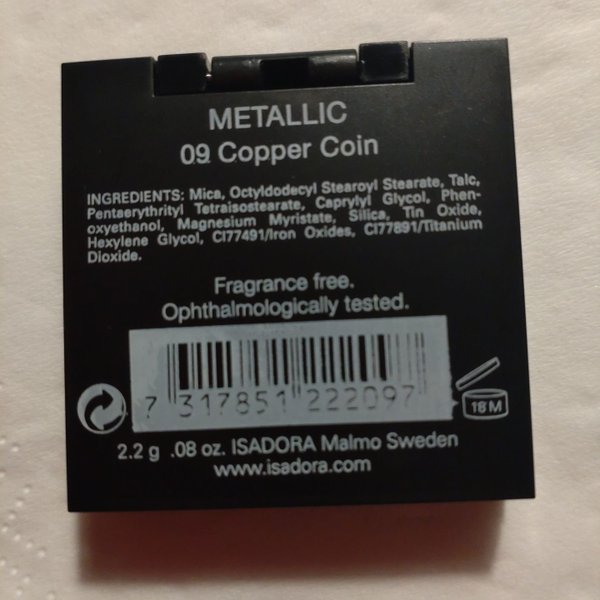 METALLIC
09 Copper Coin
INGREDIENTS: Mica, Octyldodecyl Stearoyl Stearate, Talc,
Pentaerythrityl Tetraisostearate, Caprylyl Glycol, Phen-
oxyethanol, Magnesium Myristate, Silica, Tin Oxide,
Hexylene Glycol, CI77491/Iron Oxides, CI77891/Titanium
Dioxide.
Fragrance free.
Ophthalmologically tested.
7 317851 222097
18 M
2.2 g .08 oz. ISADORA Malmo Sweden
www.isadora.com